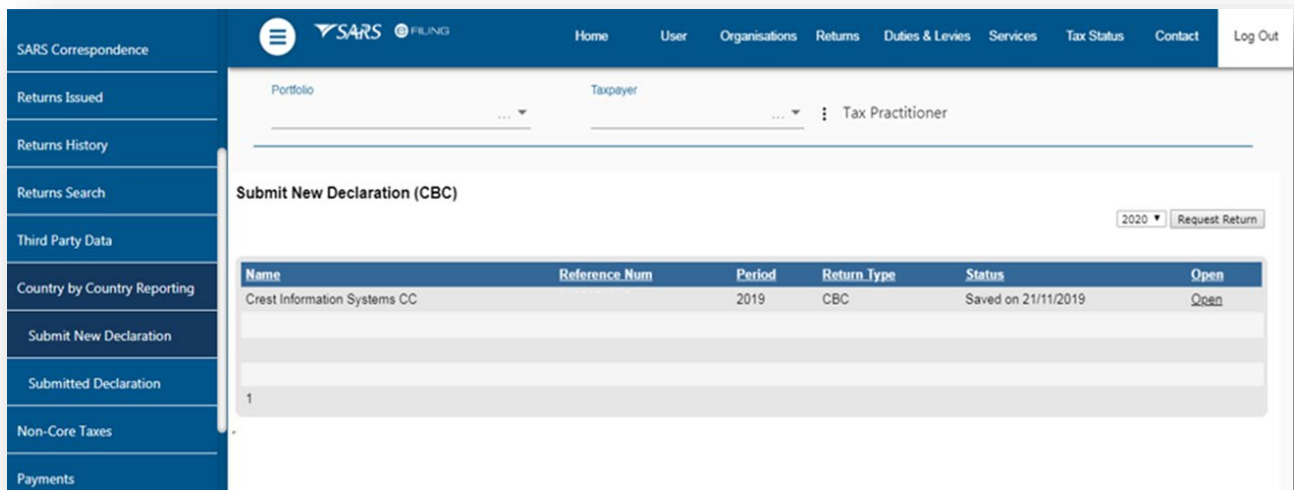 SARS eFILING
Home User Organisations Returns Duties & Levies Services Tax Status Contact Log Out
SARS Correspondence
Returns Issued
Returns History
Returns Search
Third Party Data
Country by Country Reporting
Submit New Declaration
Submitted Declaration
Non-Core Taxes
Payments
Portfolio Taxpayer
... ... Tax Practitioner
Submit New Declaration (CBC)
2020 Request Return
Name Reference Num Period Return Type Status Open
Crest Information Systems CC 2019 CBC Saved on 21/11/2019 Open
1